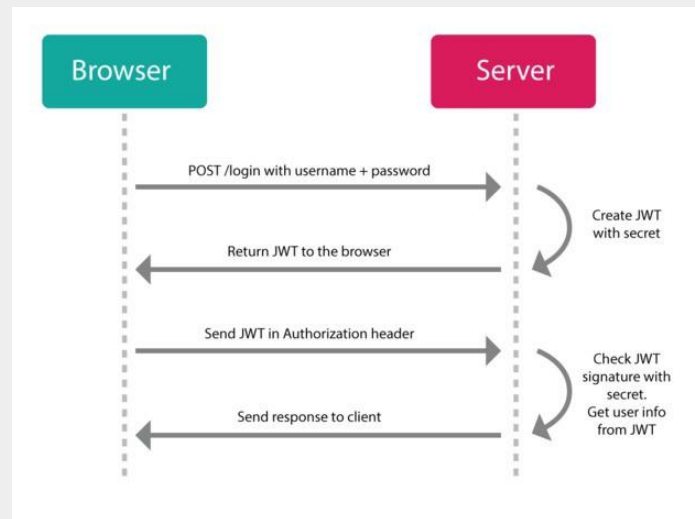 Browser
Server
POST /login with username + password
Create JWT
with secret
Return JWT to the browser
Send JWT in Authorization header
Check JWT
signature with
secret.
Get user info
from JWT
Send response to client